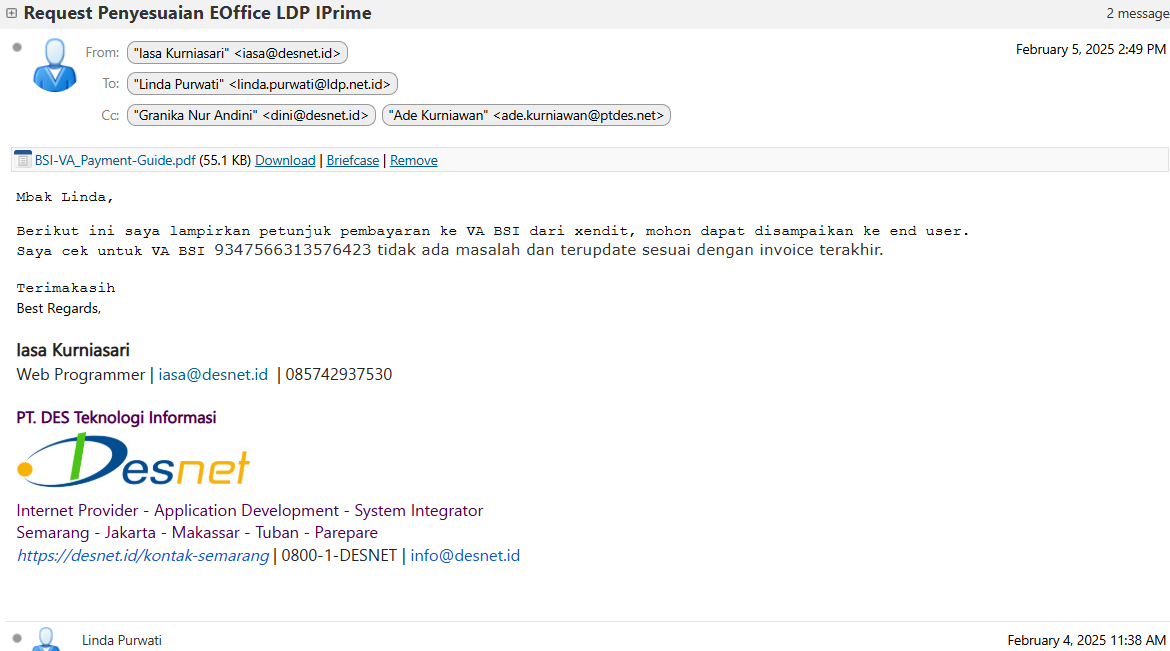 Request Penyesuaian EOffice LDP IPrime
2 message
From: "Iasa Kurniasari" <iasa@desnet.id>
February 5, 2025 2:49 PM
To: "Linda Purwati" <linda.purwati@ldp.net.id>
Cc: "Granika Nur Andini" <dini@desnet.id> "Ade Kurniawan" <ade.kurniawan@ptdes.net>
BSI-VA_Payment-Guide.pdf (55.1 KB) Download | Briefcase | Remove
Mbak Linda,
Berikut ini saya lampirkan petunjuk pembayaran ke VA BSI dari xendit, mohon dapat disampaikan ke end user.
Saya cek untuk VA BSI 9347566313576423 tidak ada masalah dan terupdate sesuai dengan invoice terakhir.
Terimakasih
Best Regards,
Iasa Kurniasari
Web Programmer | iasa@desnet.id | 085742937530
PT. DES Teknologi Informasi
Desnet
Internet Provider - Application Development - System Integrator
Semarang - Jakarta - Makassar - Tuban - Parepare
https://desnet.id/kontak-semarang | 0800-1-DESNET | info@desnet.id
Linda Purwati
February 4, 2025 11:38 AM